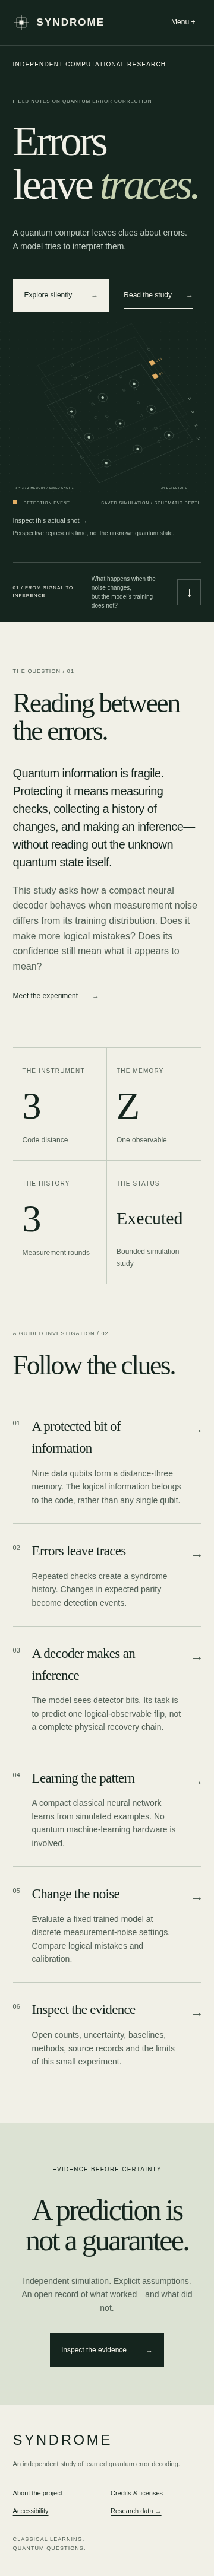 SYNDROME
Menu +
INDEPENDENT COMPUTATIONAL RESEARCH
FIELD NOTES ON QUANTUM ERROR CORRECTION
Errors
leave traces.
A quantum computer leaves clues about errors.
A model tries to interpret them.
Explore silently →
Read the study →
DETECTION EVENT
SAVED SIMULATION / SCHEMATIC DEPTH
Inspect this actual shot →
Perspective represents time, not the unknown quantum state.
01 / FROM SIGNAL TO
INFERENCE
What happens when the
noise changes,
but the model's training
does not?
↓
THE QUESTION / 01
Reading between
the errors.
Quantum information is fragile.
Protecting it means measuring
checks, collecting a history of
changes, and making an inference—
without reading out the unknown
quantum state itself.
This study asks how a compact neural
decoder behaves when measurement noise
differs from its training distribution. Does it
make more logical mistakes? Does its
confidence still mean what it appears to
mean?
Meet the experiment →
THE INSTRUMENT
3
Code distance
THE MEMORY
Z
One observable
THE HISTORY
3
Measurement rounds
THE STATUS
Executed
Bounded simulation
study
A GUIDED INVESTIGATION / 02
Follow the clues.
01
A protected bit of
information
→
Nine data qubits form a distance-three
memory. The logical information belongs
to the code, rather than any single qubit.
02
Errors leave traces
→
Repeated checks create a syndrome
history. Changes in expected parity
become detection events.
03
A decoder makes an
inference
→
The model sees detector bits. Its task is
to predict one logical-observable flip, not
a complete physical recovery chain.
04
Learning the pattern
→
A compact classical neural network
learns from simulated examples. No
quantum machine-learning hardware is
involved.
05
Change the noise
→
Evaluate a fixed trained model at
discrete measurement-noise settings.
Compare logical mistakes and
calibration.
06
Inspect the evidence
→
Open counts, uncertainty, baselines,
methods, source records and the limits
of this small experiment.
EVIDENCE BEFORE CERTAINTY
A prediction is
not a guarantee.
Independent simulation. Explicit assumptions.
An open record of what worked—and what did
not.
Inspect the evidence →
SYNDROME
An independent study of learned quantum error decoding.
About the project
Credits & licenses
Accessibility
Research data →
CLASSICAL LEARNING.
QUANTUM QUESTIONS.